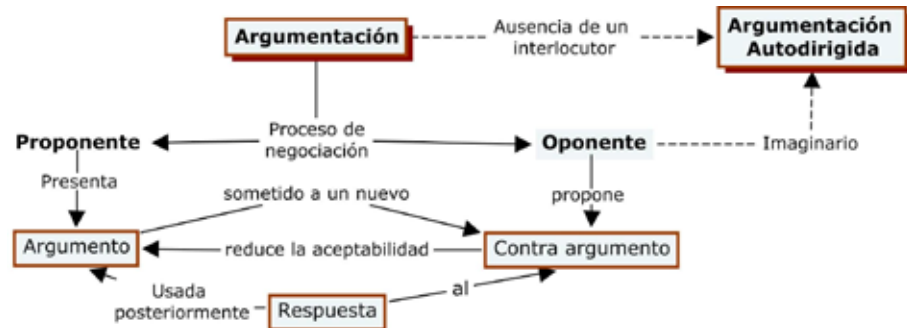 Argumentación
Ausencia de un
interlocutor
Argumentación
Autodirigida
Proponente
Proceso de
negociación
Oponente
Imaginario
Presenta
sometido a un nuevo
propone
Argumento
reduce la aceptabilidad
Contra argumento
Usada
posteriormente
Respuesta
al